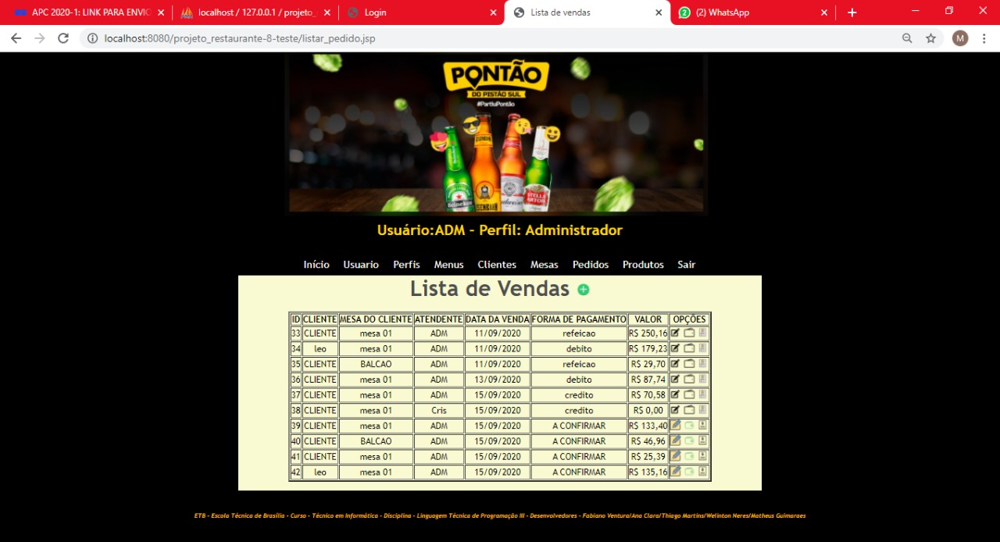 APC 2020-1: LINK PARA ENVIO
localhost / 127.0.0.1 / projeto_
Login
Lista de vendas
2
(2) WhatsApp
localhost:8080/projeto_restaurante-8-teste/listar_pedido.jsp
M
PONTÃO
DO PISTÃO SUL
#PartiuPontão
Heineken
EISENBAHN
Budweiser
STELLA ARTOIS
Usuário:ADM - Perfil: Administrador
Início Usuario Perfis Menus Clientes Mesas Pedidos Produtos Sair
Lista de Vendas
ID CLIENTE MESA DO CLIENTE ATENDENTE DATA DA VENDA FORMA DE PAGAMENTO VALOR OPÇÕES
33 CLIENTE mesa 01 ADM 11/09/2020 refeicao R$ 250,16
34 leo mesa 01 ADM 11/09/2020 debito R$ 179,23
35 CLIENTE BALCAO ADM 11/09/2020 refeicao R$ 29,70
36 CLIENTE mesa 01 ADM 13/09/2020 debito R$ 87,74
37 CLIENTE mesa 01 ADM 15/09/2020 credito R$ 70,58
38 CLIENTE mesa 01 Cris 15/09/2020 credito R$ 0,00
39 CLIENTE mesa 01 ADM 15/09/2020 A CONFIRMAR R$ 133,40
40 CLIENTE BALCAO ADM 15/09/2020 A CONFIRMAR R$ 46,96
41 CLIENTE mesa 01 ADM 15/09/2020 A CONFIRMAR R$ 25,39
42 leo mesa 01 ADM 15/09/2020 A CONFIRMAR R$ 135,16
ETB - Escola Técnica de Brasília - Curso - Técnico em Informática - Disciplina - Linguagem Técnica de Programação III - Desenvolvedores - Fabiano Ventura/Ana Clara/Thiago Martins/Welinton Neres/Matheus Guimaraes